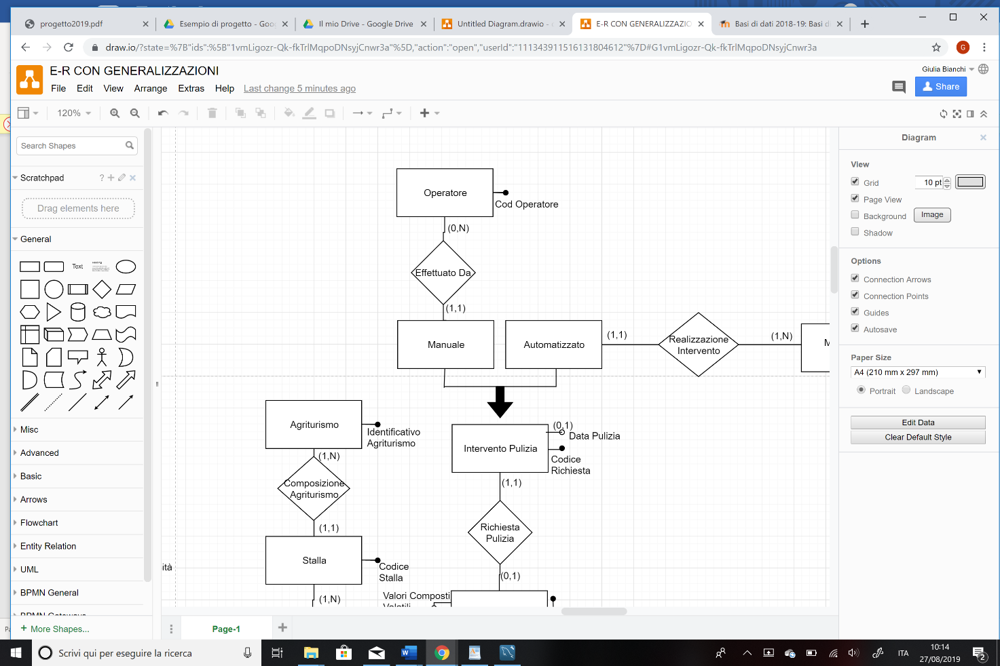 progetto2019.pdf
Esempio di progetto - Goo
Il mio Drive - Google Drive
Untitled Diagram.drawio -
E-R CON GENERALIZZAZIO
Basi di dati 2018-19: Basi d
draw.io/?state=%7B"ids":%5B"1vmLigozr-Qk-fkTrlMqpoDNsyjCnwr3a"%5D,"action":"open","userId":"111343911516131804612"%7D#G1vmLigozr-Qk-fkTrlMqpoDNsyjCnwr3a
G
E-R CON GENERALIZZAZIONI
Giulia Bianchi
File Edit View Arrange Extras Help Last change 5 minutes ago
Share
120%
Search Shapes
Scratchpad
?
Drag elements here
General
Text
Heading
Misc
Advanced
Basic
Arrows
Flowchart
Entity Relation
UML
BPMN General
BPMN Gateways
+ More Shapes...
Operatore
Cod Operatore
(0,N)
Effettuato Da
(1,1)
Manuale
Automatizzato
(1,1)
Realizzazione
Intervento
(1,N)
M
Agriturismo
Identificativo
Agriturismo
(1,N)
Composizione
Agriturismo
(1,1)
Stalla
Codice
Stalla
(1,N)
ità
(0,1)
Data Pulizia
Intervento Pulizia
Codice
Richiesta
(1,1)
Richiesta
Pulizia
(0,1)
Valori Composti
Volatili
Page-1
Diagram
View
Grid
10 pt
Page View
Background
Image
Shadow
Options
Connection Arrows
Connection Points
Guides
Autosave
Paper Size
A4 (210 mm x 297 mm)
Portrait
Landscape
Edit Data
Clear Default Style
Pa
Scrivi qui per eseguire la ricerca
ITA
10:14
27/08/2019
2